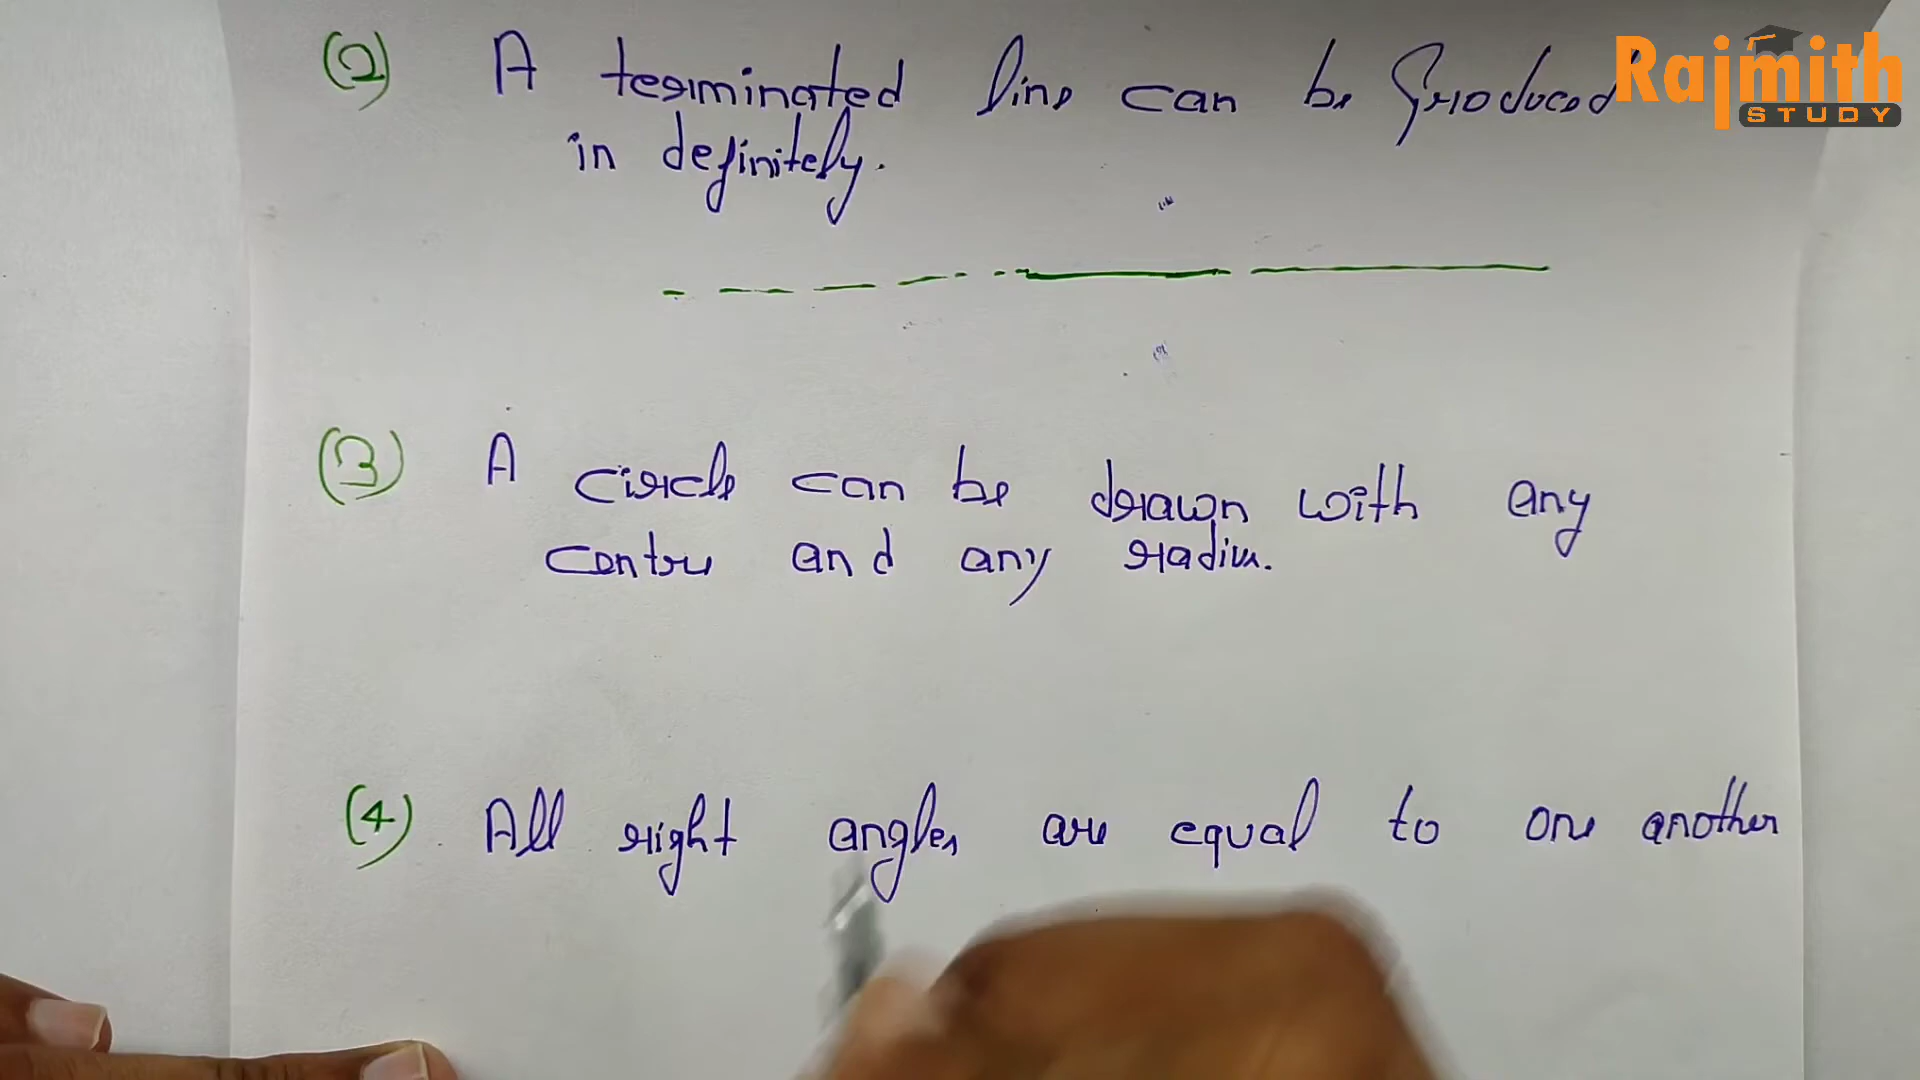 (2) A terminated line can be produced
in definitely.
(3) A circle can be drawn with any
centre and any radius.
(4) All right angles are equal to one another
Rajmith
STUDY